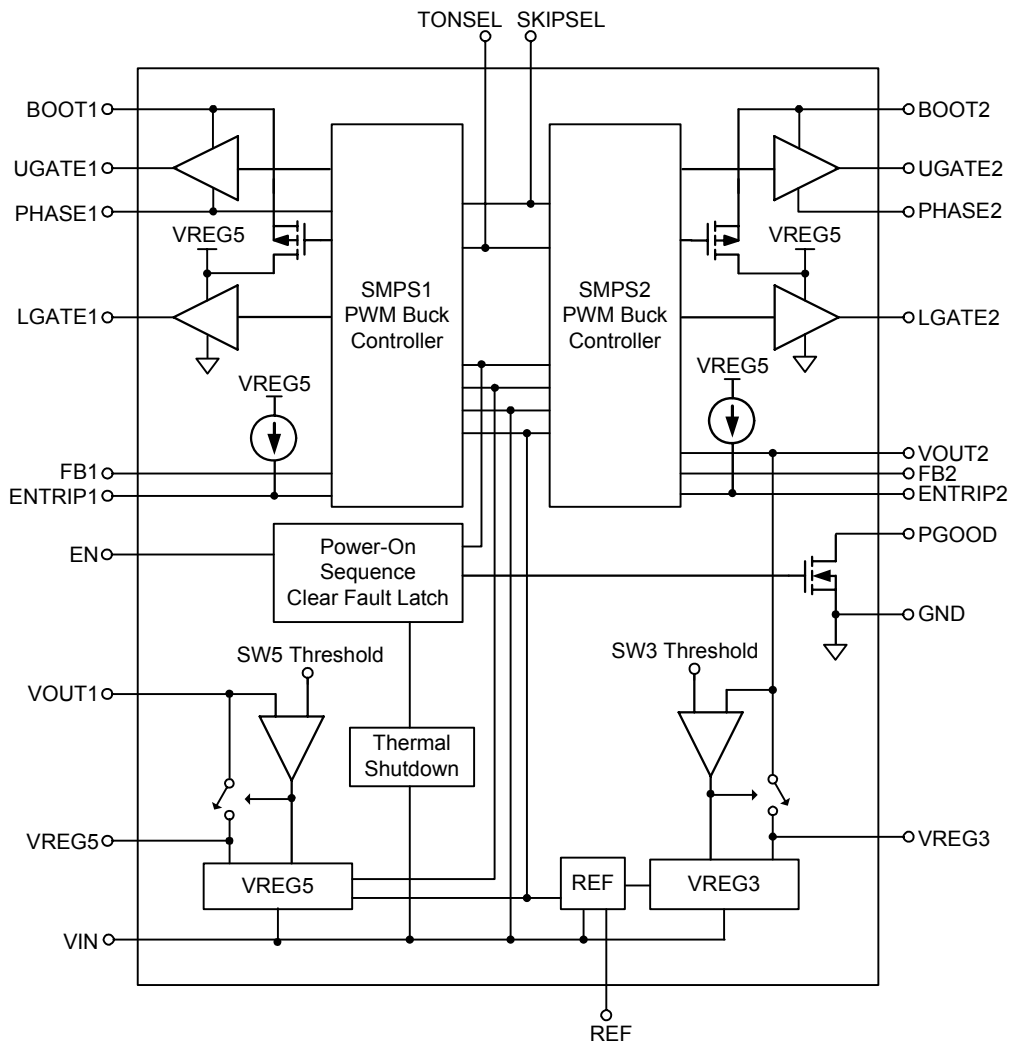 TONSEL SKIPSEL
BOOT1
BOOT2
UGATE1
UGATE2
PHASE1
PHASE2
VREG5
VREG5
SMPS1
PWM Buck
Controller
SMPS2
PWM Buck
Controller
LGATE1
LGATE2
VREG5
VREG5
VOUT2
FB1
FB2
ENTRIP1
ENTRIP2
PGOOD
EN
Power-On
Sequence
Clear Fault Latch
GND
SW5 Threshold
SW3 Threshold
VOUT1
Thermal
Shutdown
VREG5
VREG3
VREG5
REF
VREG3
VIN
REF